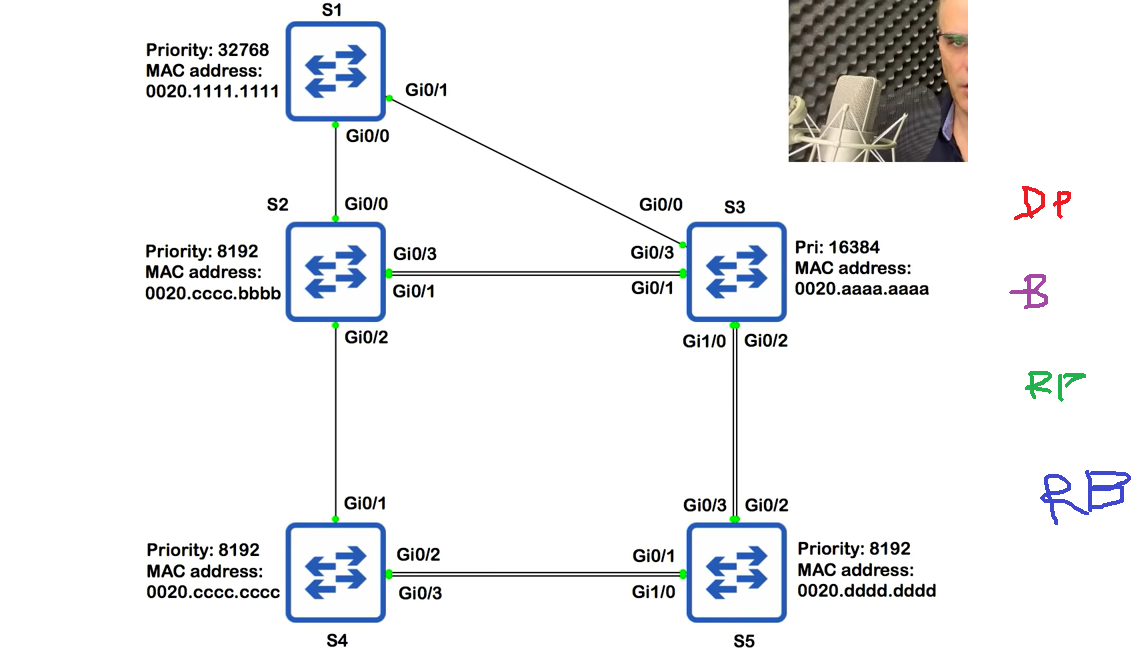 S1
Priority: 32768
MAC address:
0020.1111.1111
Gi0/1
Gi0/0
S2
Gi0/0
Gi0/0
S3
Priority: 8192
MAC address:
0020.cccc.bbbb
Gi0/3
Gi0/1
Gi0/3
Gi0/1
Pri: 16384
MAC address:
0020.aaaa.aaaa
Gi0/2
Gi1/0
Gi0/2
Gi0/1
Gi0/3
Gi0/2
Priority: 8192
MAC address:
0020.cccc.cccc
Gi0/2
Gi0/3
Gi0/1
Gi1/0
Priority: 8192
MAC address:
0020.dddd.dddd
S4
S5
DP
B
RP
RB